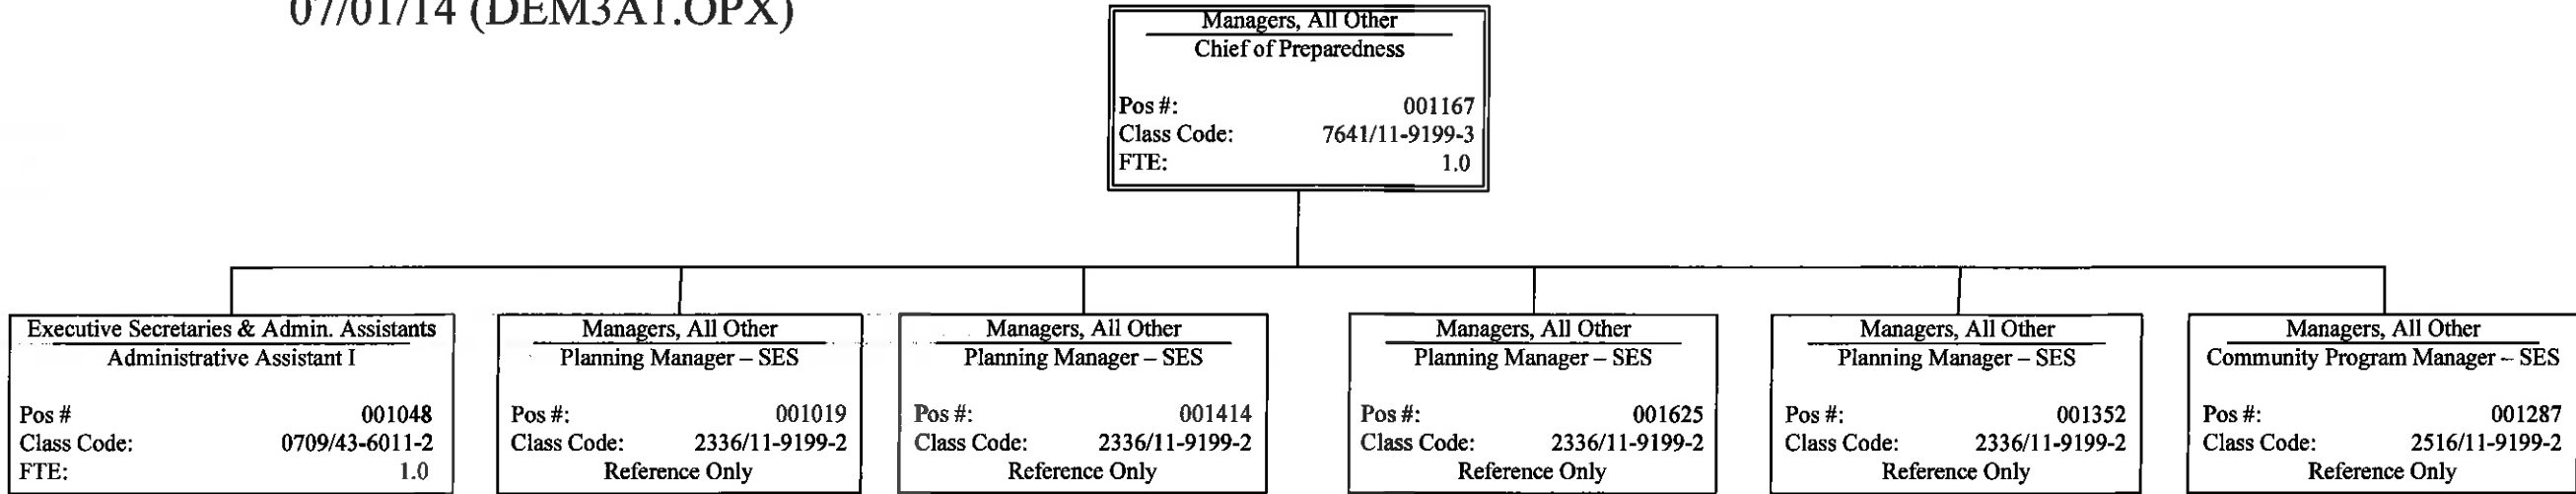 07/01/14 (DEM3A1.OPX)
Managers, All Other
Chief of Preparedness
Pos #: 001167
Class Code: 7641/11-9199-3
FTE: 1.0
Executive Secretaries & Admin. Assistants
Administrative Assistant I
Pos # 001048
Class Code: 0709/43-6011-2
FTE: 1.0
Managers, All Other
Planning Manager – SES
Pos #: 001019
Class Code: 2336/11-9199-2
Reference Only
Managers, All Other
Planning Manager – SES
Pos #: 001414
Class Code: 2336/11-9199-2
Reference Only
Managers, All Other
Planning Manager – SES
Pos #: 001625
Class Code: 2336/11-9199-2
Reference Only
Managers, All Other
Planning Manager – SES
Pos #: 001352
Class Code: 2336/11-9199-2
Reference Only
Managers, All Other
Community Program Manager – SES
Pos #: 001287
Class Code: 2516/11-9199-2
Reference Only